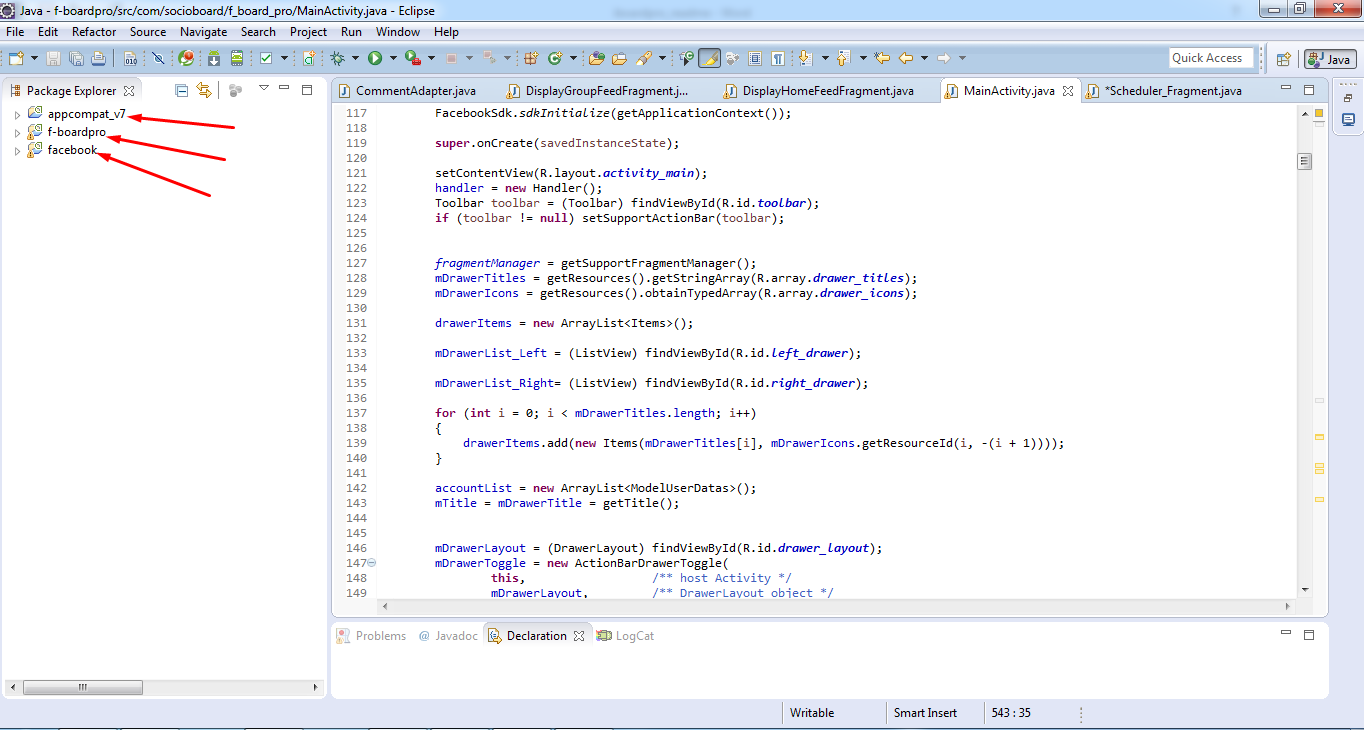 Java - f-boardpro/src/com/socioboard/f_board_pro/MainActivity.java - Eclipse
File Edit Refactor Source Navigate Search Project Run Window Help
Quick Access
Java
Package Explorer
appcompat_v7
f-boardpro
facebook
CommentAdapter.java
DisplayGroupFeedFragment.j...
DisplayHomeFeedFragment.java
MainActivity.java
*Scheduler_Fragment.java
117 FacebookSdk.sdkInitialize(getApplicationContext());
118
119 super.onCreate(savedInstanceState);
120
121 setContentView(R.layout.activity_main);
122 handler = new Handler();
123 Toolbar toolbar = (Toolbar) findViewById(R.id.toolbar);
124 if (toolbar != null) setSupportActionBar(toolbar);
125
126
127 fragmentManager = getSupportFragmentManager();
128 mDrawerTitles = getResources().getStringArray(R.array.drawer_titles);
129 mDrawerIcons = getResources().obtainTypedArray(R.array.drawer_icons);
130
131 drawerItems = new ArrayList<Items>();
132
133 mDrawerList_Left = (ListView) findViewById(R.id.left_drawer);
134
135 mDrawerList_Right= (ListView) findViewById(R.id.right_drawer);
136
137 for (int i = 0; i < mDrawerTitles.length; i++)
138 {
139 drawerItems.add(new Items(mDrawerTitles[i], mDrawerIcons.getResourceId(i, -(i + 1))));
140 }
141
142 accountList = new ArrayList<ModelUserDatas>();
143 mTitle = mDrawerTitle = getTitle();
144
145
146 mDrawerLayout = (DrawerLayout) findViewById(R.id.drawer_layout);
147 mDrawerToggle = new ActionBarDrawerToggle(
148 this, /** host Activity */
149 mDrawerLayout, /** DrawerLayout object */
Problems @ Javadoc Declaration LogCat
Writable Smart Insert 543 : 35